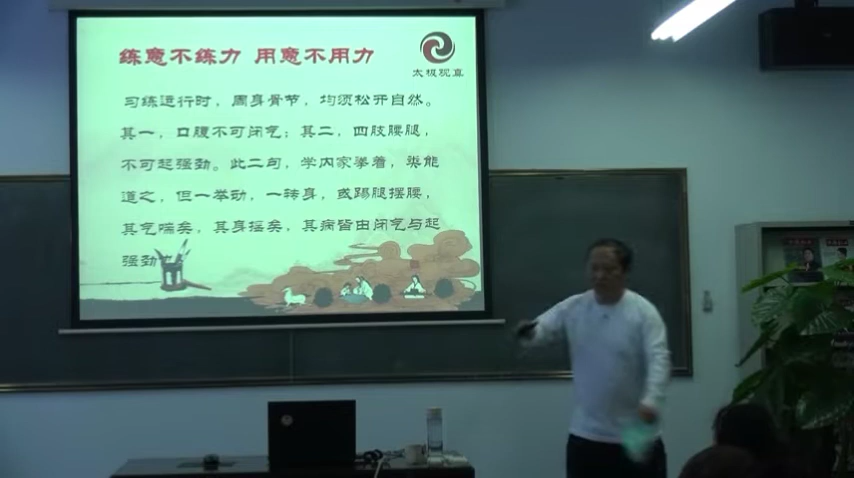 练意不练力 用意不用力
太极观真
习练运行时，周身骨节，均须松开自然。
其一，口腹不可闭气；其二，四肢腰腿，
不可起强劲。此二句，学内家拳着，类能
道之，但一举动，一转身，或踢腿摆腰，
其气喘矣，其身摇矣，其病皆由闭气与起
强劲也